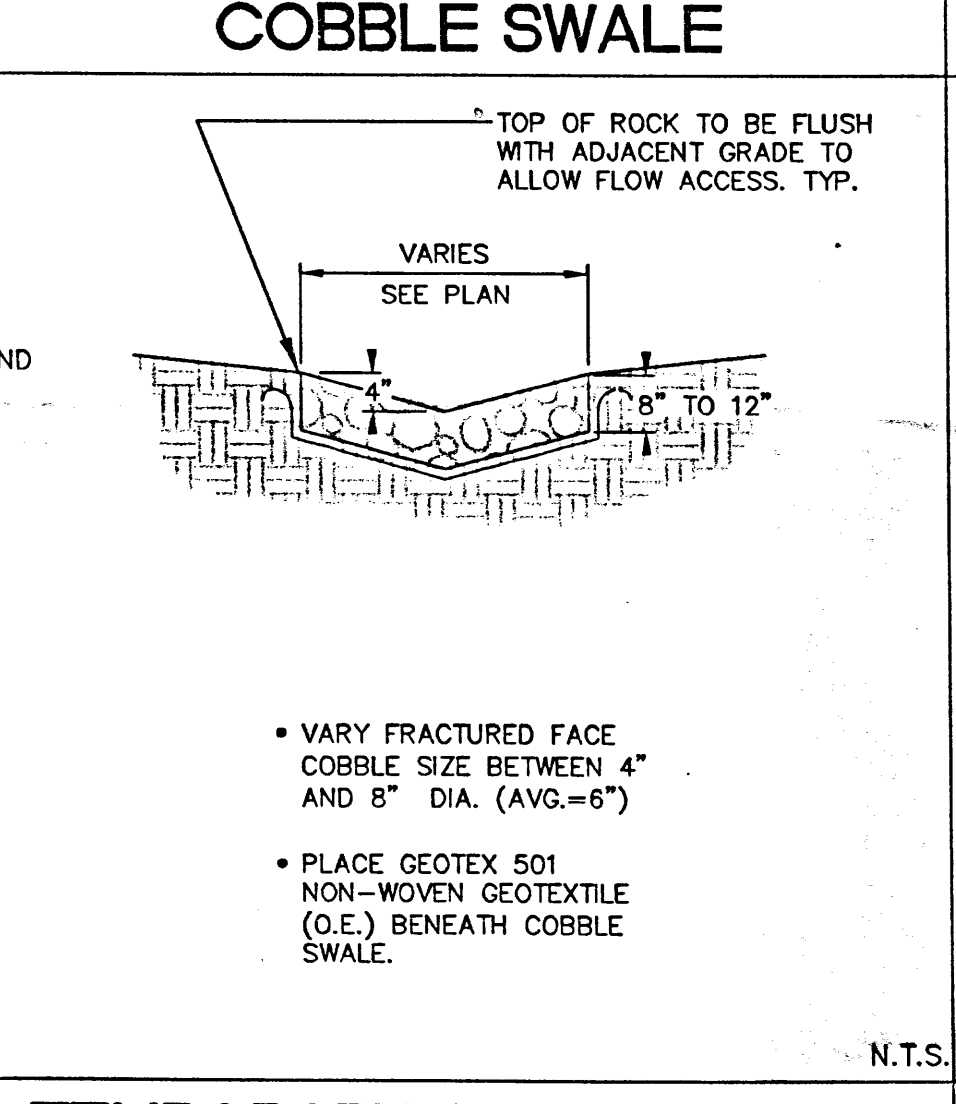 COBBLE SWALE
TOP OF ROCK TO BE FLUSH
WITH ADJACENT GRADE TO
ALLOW FLOW ACCESS. TYP.
VARIES
SEE PLAN
ND
4"
8" TO 12"
• VARY FRACTURED FACE
COBBLE SIZE BETWEEN 4"
AND 8" DIA. (AVG.=6")
• PLACE GEOTEX 501
NON-WOVEN GEOTEXTILE
(O.E.) BENEATH COBBLE
SWALE.
N.T.S.